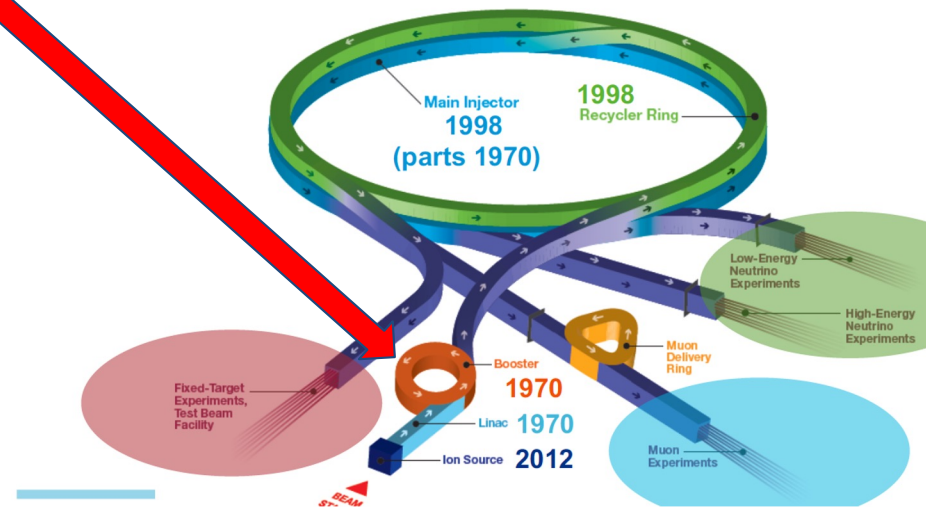 Main Injector
1998
(parts 1970)
1998
Recycler Ring
Low-Energy
Neutrino
Experiments
High-Energy
Neutrino
Experiments
Muon
Delivery
Ring
Booster
1970
Fixed-Target
Experiments,
Test Beam
Facility
Linac 1970
Ion Source 2012
Muon
Experiments
BEAM